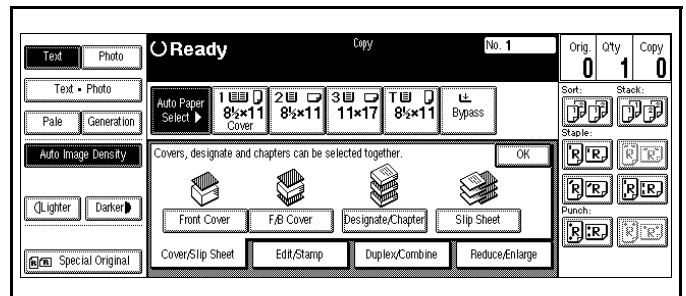 Text Photo
Text • Photo
Pale Generation
Auto Image Density
Lighter Darker
R R Special Original
Ready
Copy
No. 1
Auto Paper Select ▶
1 8½×11 Cover
2 8½×11
3 11×17
T 8½×11
Bypass
Covers, designate and chapters can be selected together.
OK
Front Cover F/B Cover Designate/Chapter Slip Sheet
Cover/Slip Sheet Edit/Stamp Duplex/Combine Reduce/Enlarge
Orig. Q'ty Copy
0 1 0
Sort: Stack:
Staple:
R R R R
R R R R
Punch:
R R R R